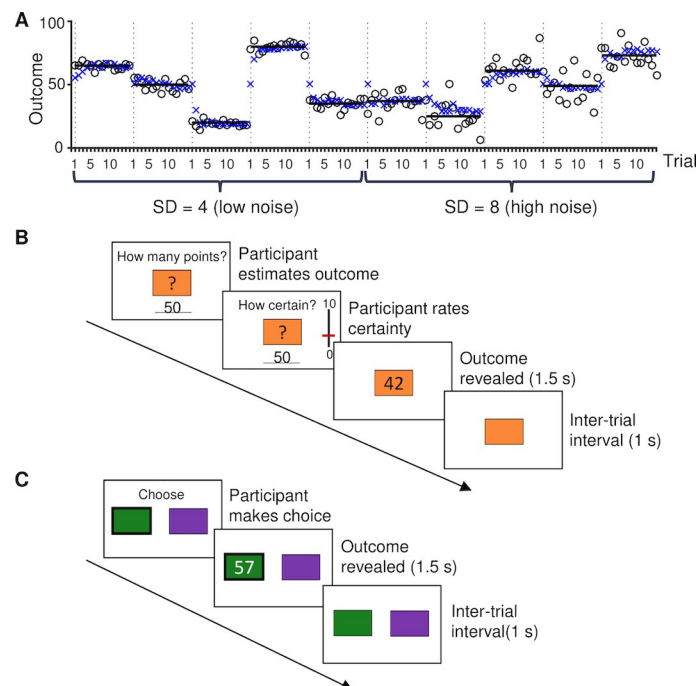 A
100
50
0
Outcome
1 5 10 1 5 10 1 5 10 1 5 10 1 5 10 1 5 10 1 5 10 1 5 10 1 5 10 1 5 10 Trial
SD = 4 (low noise)
SD = 8 (high noise)
B
How many points?
?
50
Participant
estimates outcome
How certain?
10
?
50
0
Participant rates
certainty
42
Outcome
revealed (1.5 s)
Inter-trial
interval (1 s)
C
Choose
Participant
makes choice
57
Outcome
revealed (1.5 s)
Inter-trial
interval(1 s)